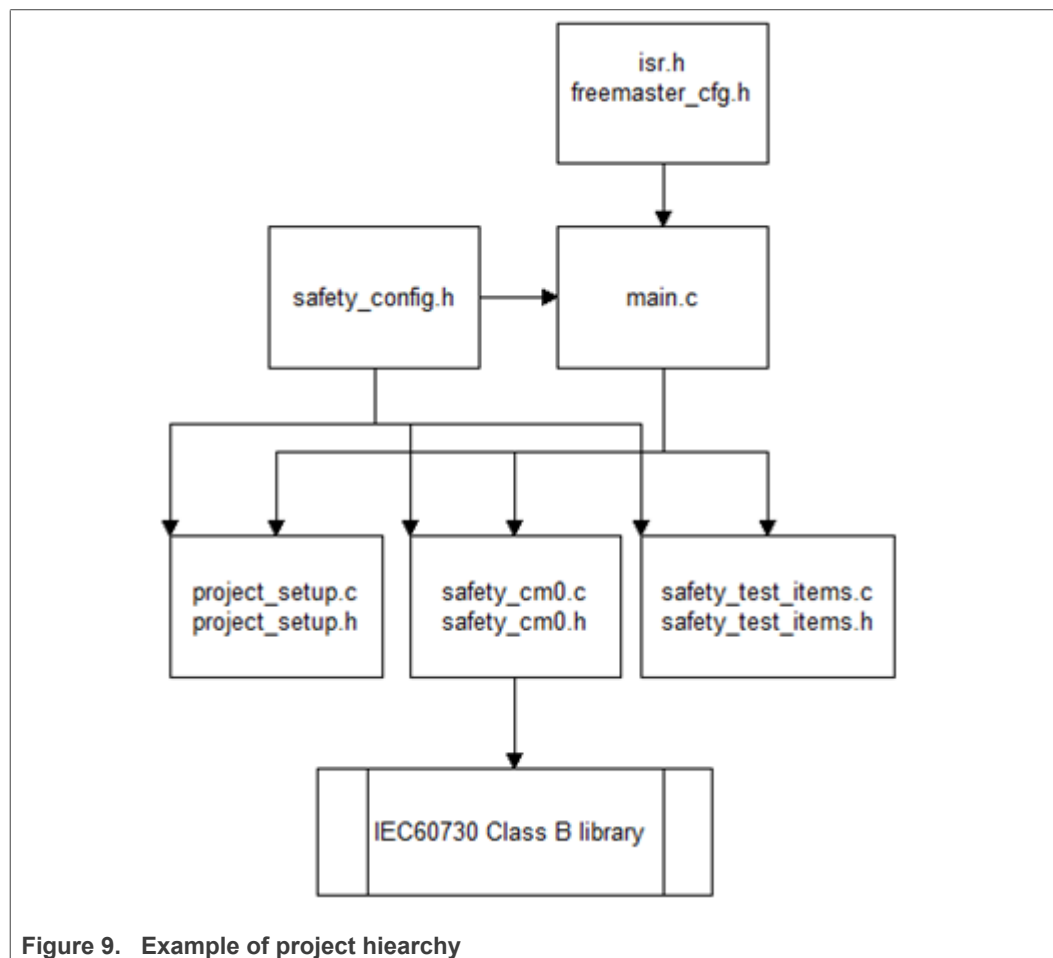 isr.h
freemaster_cfg.h
safety_config.h
main.c
project_setup.c
project_setup.h
safety_cm0.c
safety_cm0.h
safety_test_items.c
safety_test_items.h
IEC60730 Class B library
Figure 9. Example of project hiearchy